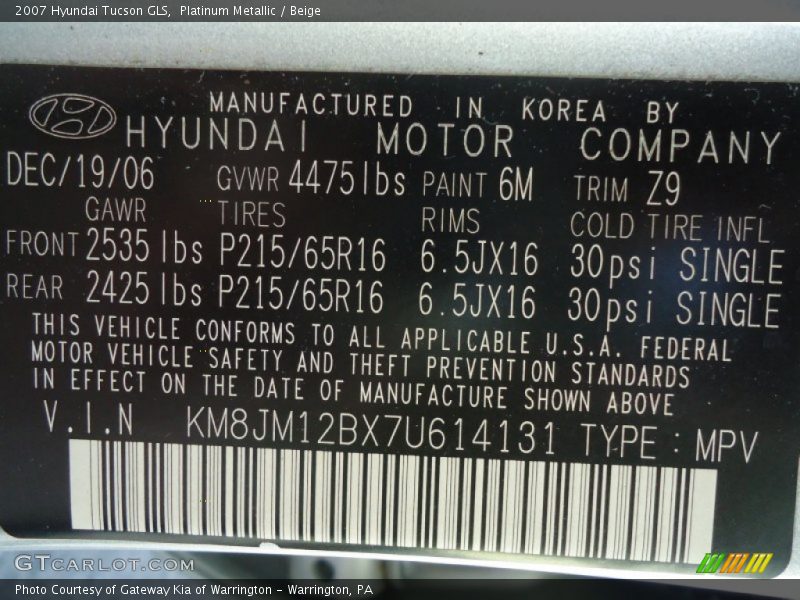 2007 Hyundai Tucson GLS, Platinum Metallic / Beige
MANUFACTURED IN KOREA BY
HYUNDAI MOTOR COMPANY
DEC/19/06 GVWR 4475lbs PAINT 6M TRIM Z9
GAWR TIRES RIMS COLD TIRE INFL
FRONT 2535lbs P215/65R16 6.5JX16 30psi SINGLE
REAR 2425lbs P215/65R16 6.5JX16 30psi SINGLE
THIS VEHICLE CONFORMS TO ALL APPLICABLE U.S.A. FEDERAL
MOTOR VEHICLE SAFETY AND THEFT PREVENTION STANDARDS
IN EFFECT ON THE DATE OF MANUFACTURE SHOWN ABOVE
V.I.N KM8JM12BX7U614131 TYPE : MPV
GTCARLOT.COM
Photo Courtesy of Gateway Kia of Warrington - Warrington, PA